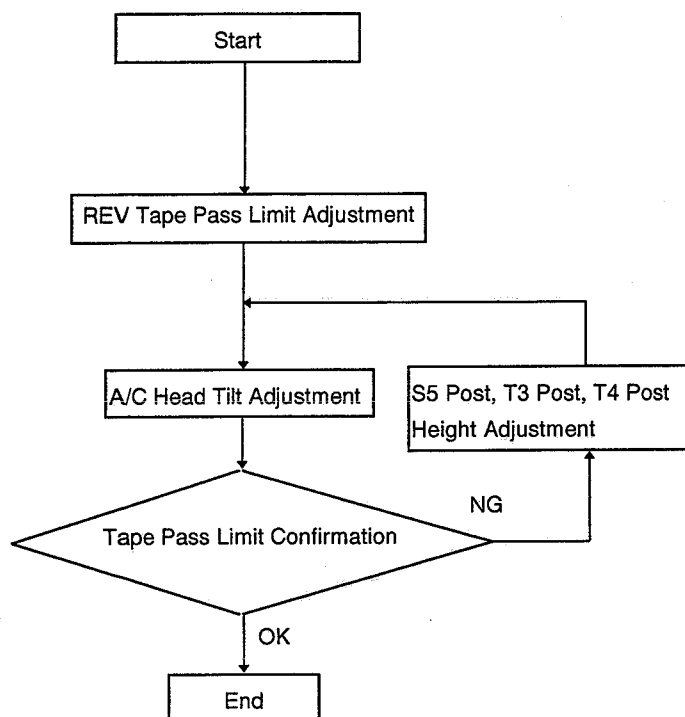 Start
REV Tape Pass Limit Adjustment
A/C Head Tilt Adjustment
S5 Post, T3 Post, T4 Post
Height Adjustment
Tape Pass Limit Confirmation
NG
OK
End